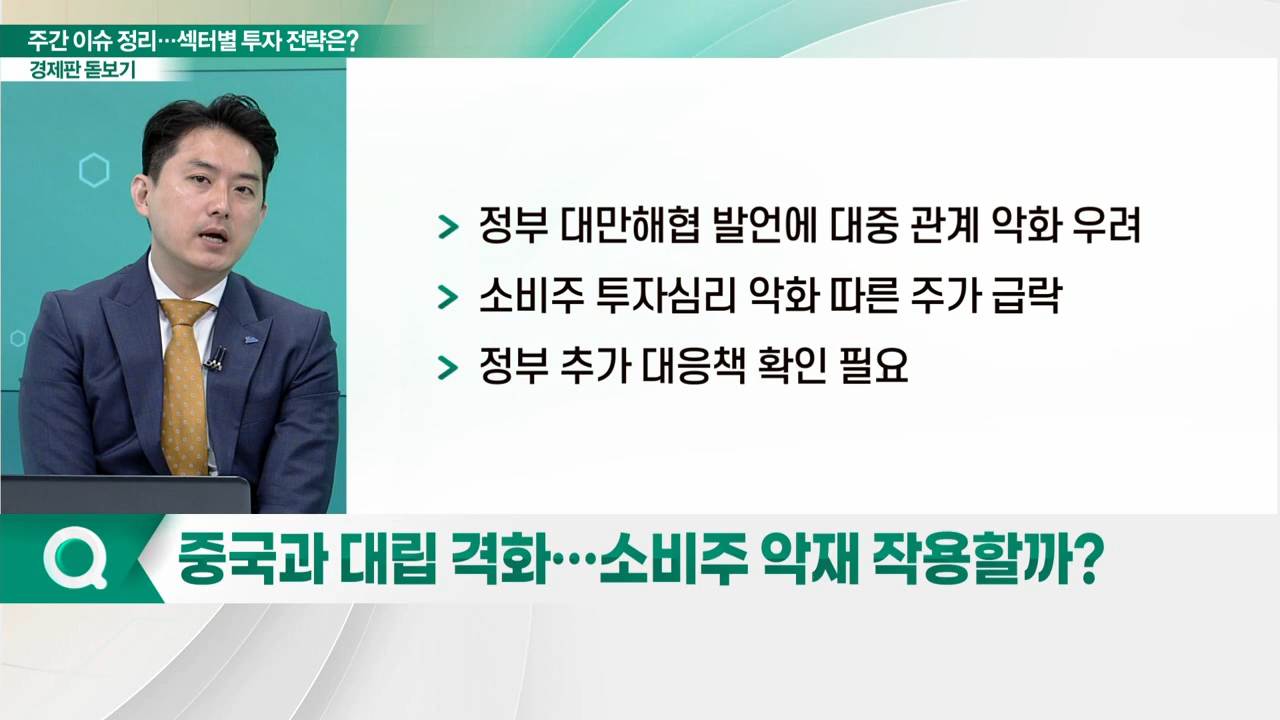 주간 이슈 정리…섹터별 투자 전략은?
경제판 돋보기
> 정부 대만해협 발언에 대중 관계 악화 우려
> 소비주 투자심리 악화 따른 주가 급락
> 정부 추가 대응책 확인 필요
Q 중국과 대립 격화…소비주 악재 작용할까?